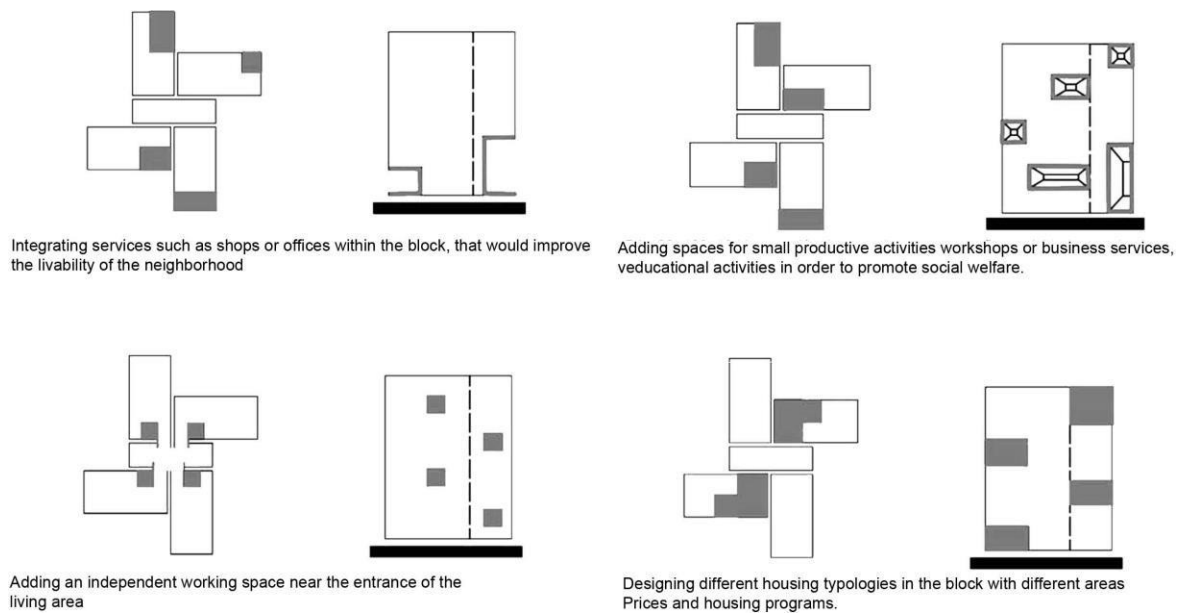 Integrating services such as shops or offices within the block, that would improve
the livability of the neighborhood
Adding spaces for small productive activities workshops or business services,
veducational activities in order to promote social welfare.
Adding an independent working space near the entrance of the
living area
Designing different housing typologies in the block with different areas
Prices and housing programs.